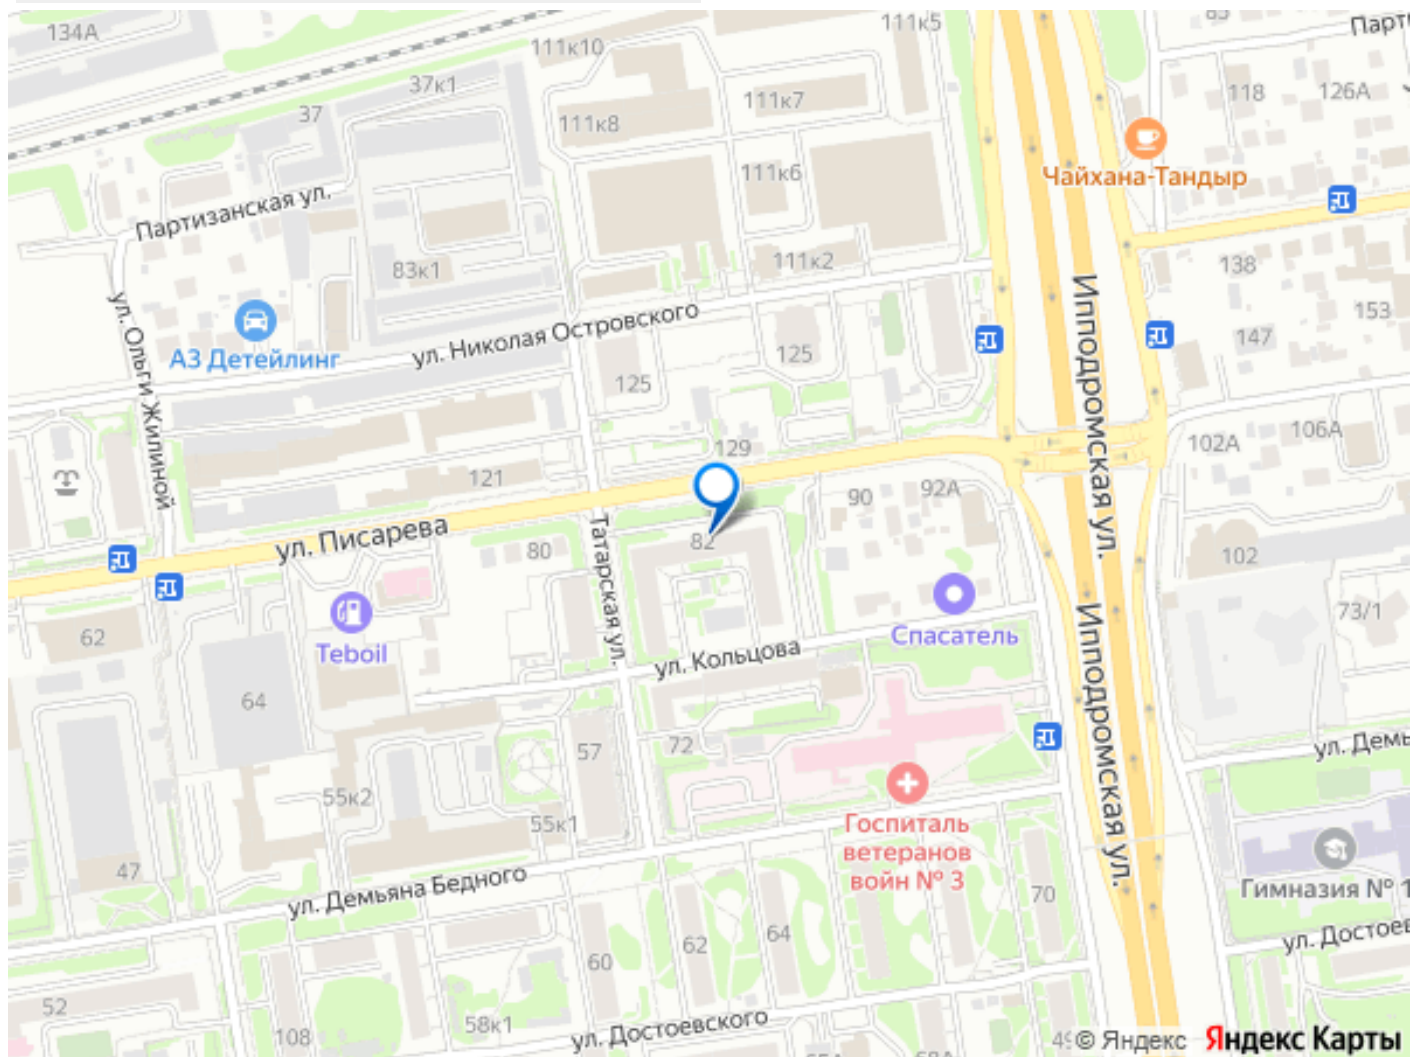 134А
111к10
111к5
85
37к1
37
111к7
118
126А
111к8
111к6
Чайхана-Тандыр
Партизанская ул.
83к1
111к2
138
ул. Ольги Жилиной
АЗ Детейлинг
ул. Николая Островского
Ипподромская ул.
153
147
125
125
129
102А
106А
121
90
92А
ул. Писарева
80
82
102
Татарская ул.
62
Teboil
Спасатель
73/1
ул. Кольцова
Ипподромская ул.
64
57
72
ул. Демь
55к2
55к1
Госпиталь
ветеранов
войн № 3
47
ул. Демьяна Бедного
70
Гимназия № 1
60
62
64
ул. Достоев
52
108
58к1
ул. Достоевского
© Яндекс Яндекс Карты